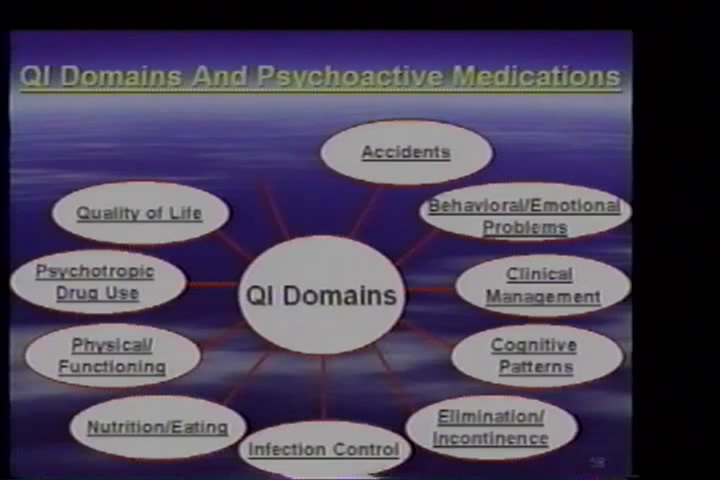 QI Domains And Psychoactive Medications
Accidents
Quality of Life
Behavioral/Emotional
Problems
Psychotropic
Drug Use
QI Domains
Clinical
Management
Physical/
Functioning
Cognitive
Patterns
Nutrition/Eating
Infection Control
Elimination/
Incontinence